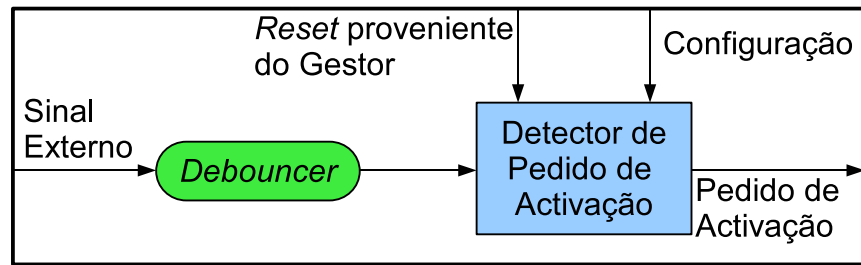 Reset proveniente
do Gestor
Configuração
Sinal
Externo
Debouncer
Detector de
Pedido de
Activação
Pedido de
Activação